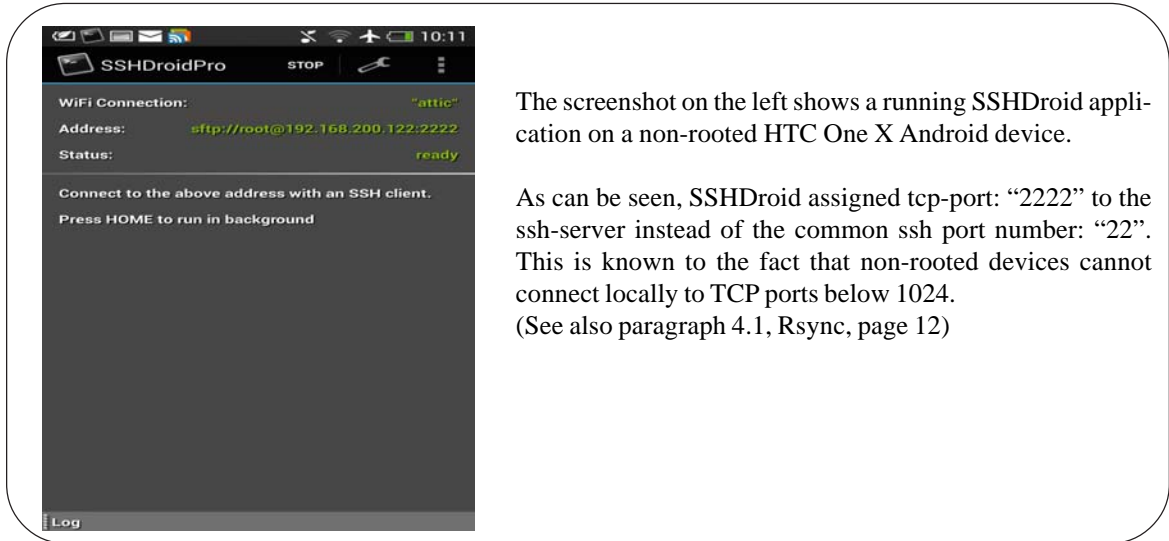 10:11
SSHDroidPro STOP
WiFi Connection: "attic"
Address: sftp://root@192.168.200.122:2222
Status: ready
Connect to the above address with an SSH client.
Press HOME to run in background
Log
The screenshot on the left shows a running SSHDroid appli-
cation on a non-rooted HTC One X Android device.
As can be seen, SSHDroid assigned tcp-port: “2222” to the
ssh-server instead of the common ssh port number: “22”.
This is known to the fact that non-rooted devices cannot
connect locally to TCP ports below 1024.
(See also paragraph 4.1, Rsync, page 12)